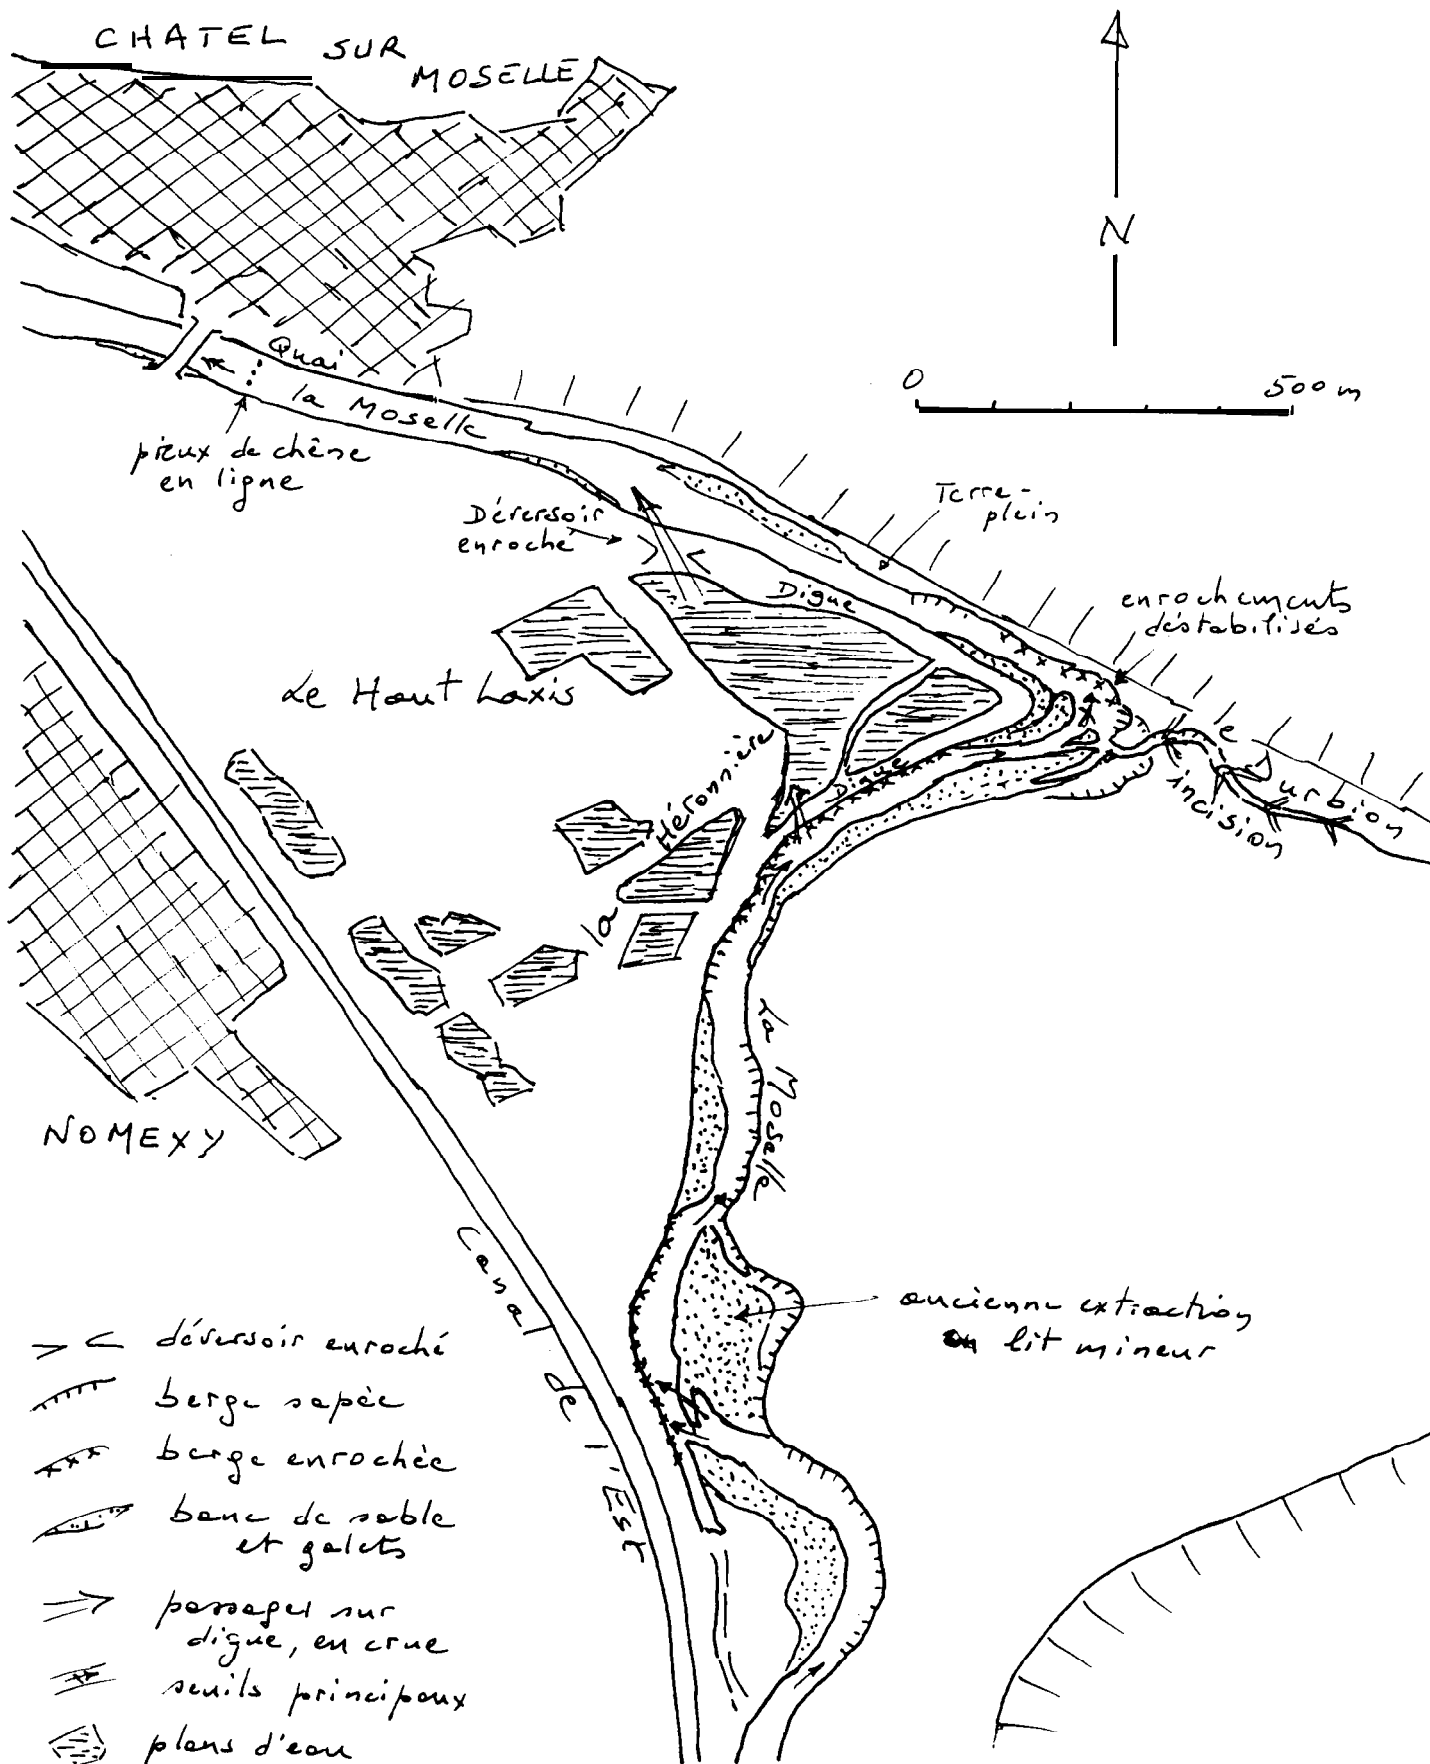 CHATEL SUR
MOSELLE
N
0 500 m
Quai
la Moselle
pieux de chêne
en ligne
Déversoir
enroché
Terre-
plein
Digue
enrochements
déstabilisés
Le Haut Laxis
la Héronnière
Digue
incision
urbion
La Moselle
NOMEXY
Canal de l'Est
ancienne extraction
en lit mineur
déversoir enroché
berge sapée
berge enrochée
banc de sable
et galets
passages sur
digue, en crue
seuils principaux
plans d'eau